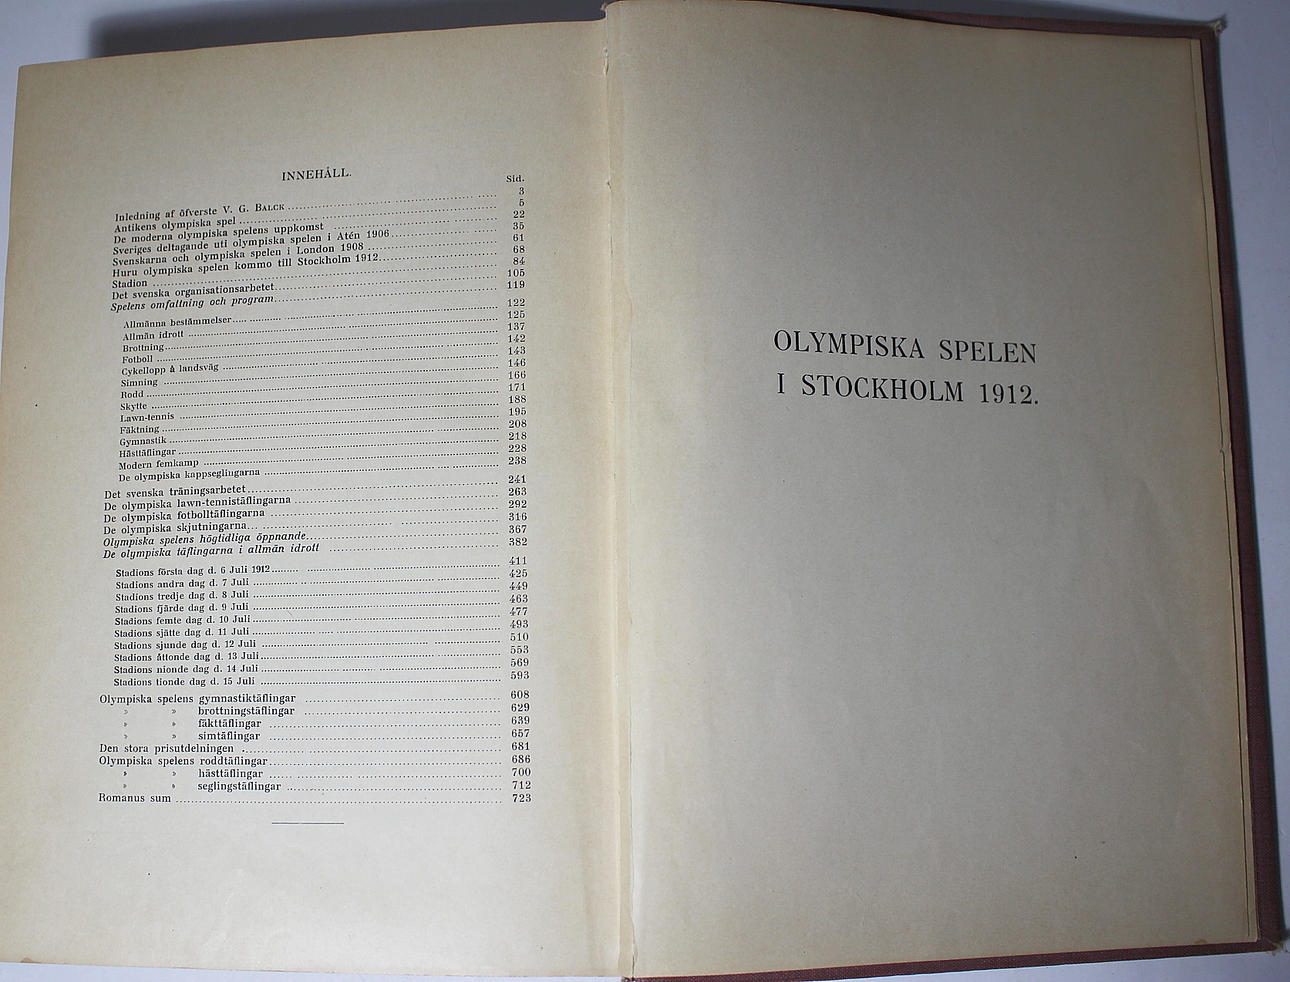 INNEHÅLL.
Sid.
Inledning af öfverste V. G. BALCK 3
Antikens olympiska spel 5
De moderna olympiska spelens uppkomst 22
Sveriges deltagande uti olympiska spelen i Atén 1906 35
Svenskarna och olympiska spelen i London 1908 61
Huru olympiska spelen kommo till Stockholm 1912 68
Stadion 84
Det svenska organisationsarbetet 105
Spelens omfattning och program 119
Allmänna bestämmelser 122
Allmän idrott 125
Brottning 137
Fotboll 142
Cykellopp å landsväg 143
Simning 146
Rodd 166
Skytte 171
Lawn-tennis 188
Fäktning 195
Gymnastik 208
Hästtäflingar 218
Modern femkamp 228
De olympiska kappseglingarna 238
Det svenska träningsarbetet 241
De olympiska lawn-tennistäflingarna 263
De olympiska fotbolltäflingarna 292
De olympiska skjutningarna 316
Olympiska spelens högtidliga öppnande 367
De olympiska täflingarna i allmän idrott 382
Stadions första dag d. 6 Juli 1912 411
Stadions andra dag d. 7 Juli 425
Stadions tredje dag d. 8 Juli 449
Stadions fjärde dag d. 9 Juli 463
Stadions femte dag d. 10 Juli 477
Stadions sjätte dag d. 11 Juli 493
Stadions sjunde dag d. 12 Juli 510
Stadions åttonde dag d. 13 Juli 553
Stadions nionde dag d. 14 Juli 569
Stadions tionde dag d. 15 Juli 593
Olympiska spelens gymnastiktäflingar 608
» » brottningstäflingar 629
» » fäkttäflingar 639
» » simtäflingar 657
Den stora prisutdelningen 681
Olympiska spelens roddtäflingar 686
» » hästtäflingar 700
» » seglingstäflingar 712
Romanus sum 723
OLYMPISKA SPELEN
I STOCKHOLM 1912.